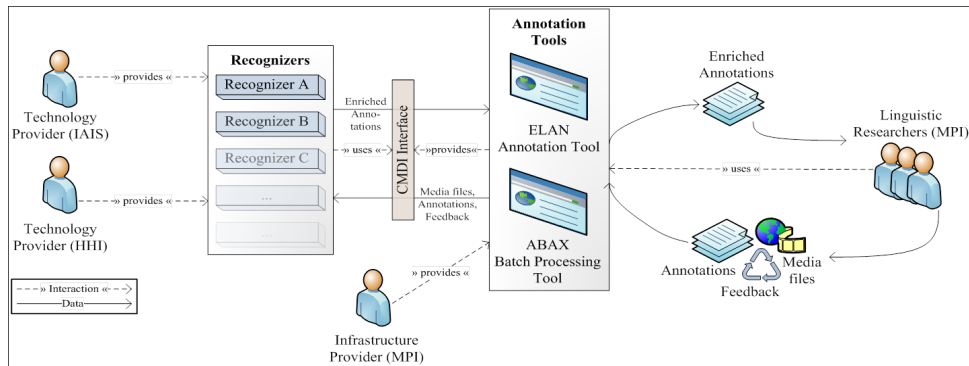 » provides «
Technology
Provider (IAIS)
» provides «
Technology
Provider (HHI)
» Interaction «
Data
Recognizers
Recognizer A
Recognizer B
Recognizer C
...
...
Enriched
Anno-
tations
» uses «
CMDI Interface
»provides«
Media files,
Annotations,
Feedback
» provides «
Infrastructure
Provider (MPI)
Annotation
Tools
ELAN
Annotation Tool
ABAX
Batch Processing
Tool
Enriched
Annotations
» uses «
Linguistic
Researchers (MPI)
Annotations
Media
files
Feedback